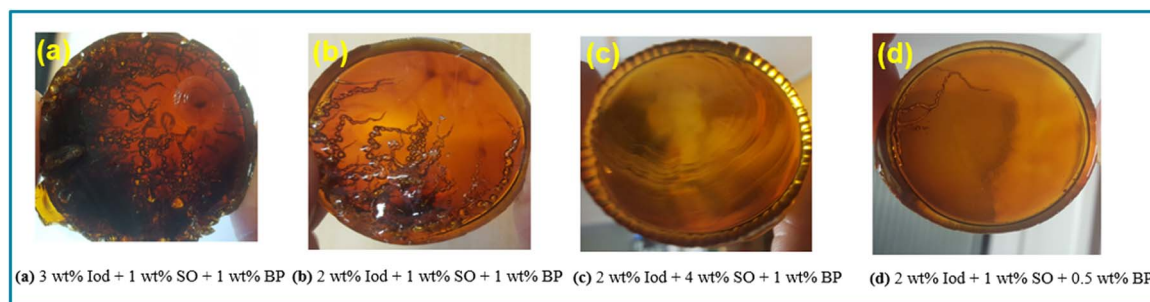 (a)
(b)
(c)
(d)
(a) 3 wt% Iod + 1 wt% SO + 1 wt% BP
(b) 2 wt% Iod + 1 wt% SO + 1 wt% BP
(c) 2 wt% Iod + 4 wt% SO + 1 wt% BP
(d) 2 wt% Iod + 1 wt% SO + 0.5 wt% BP